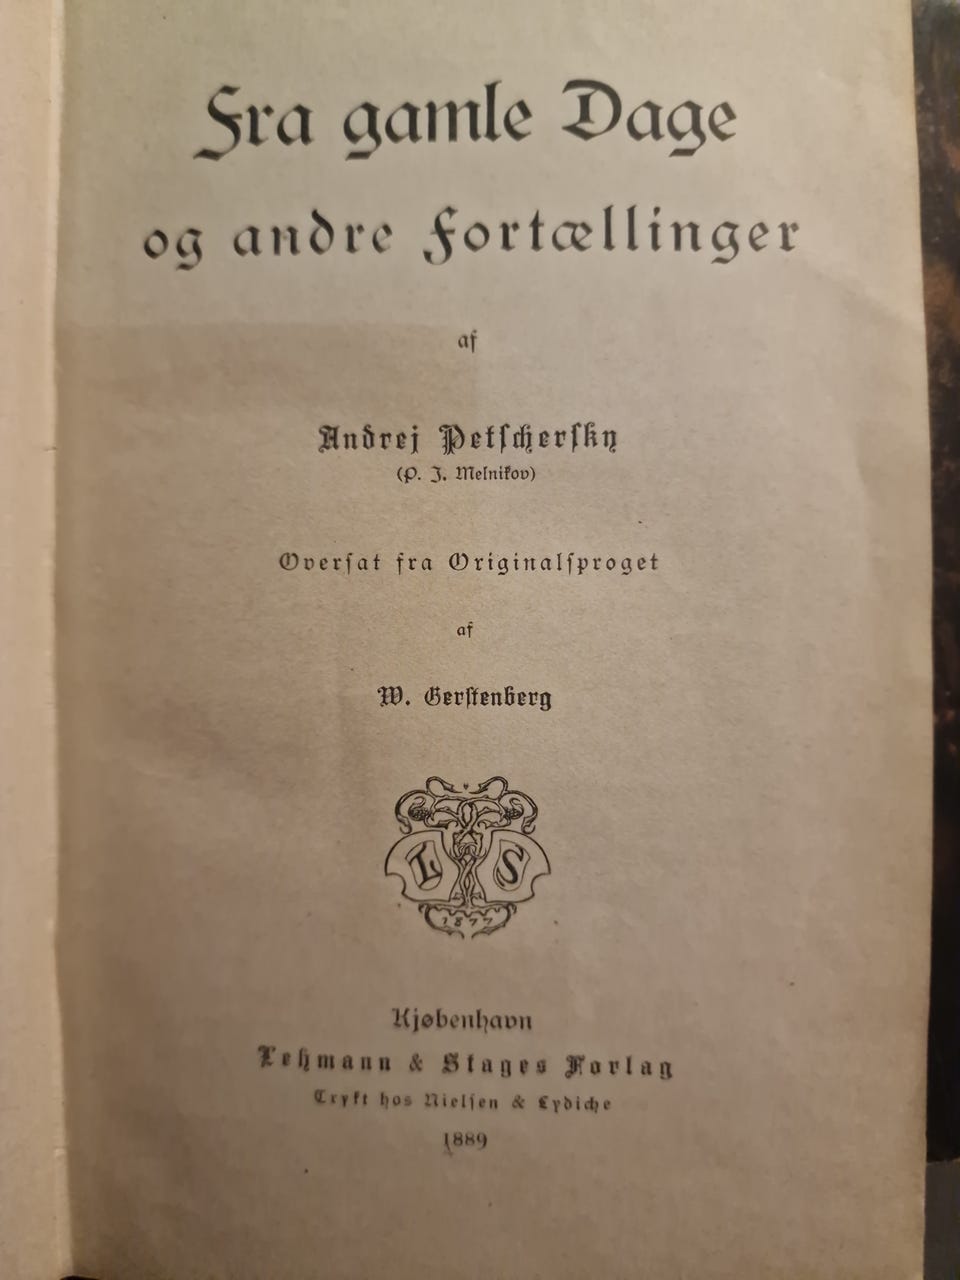 Fra gamle Dage
og andre Fortællinger
af
Andrej Petschersky
(P. J. Melnikov)
Oversat fra Originalsproget
af
W. Gerstenberg
L S
1877
Kjøbenhavn
Lehmann & Stages Forlag
Trykt hos Nielsen & Lydiche
1889